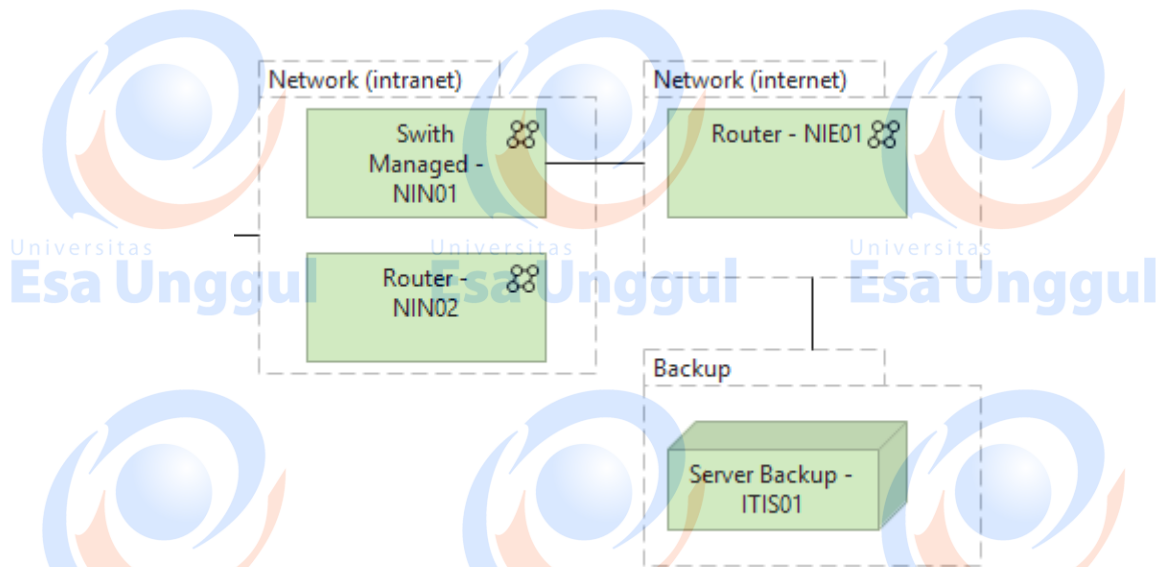 Network (intranet)
Network (internet)
Swith
Managed -
NIN01
Router - NIE01
Router -
NIN02
Universitas
Esa Unggul
Universitas
Esa Unggul
Universitas
Esa Unggul
Backup
Server Backup -
ITIS01